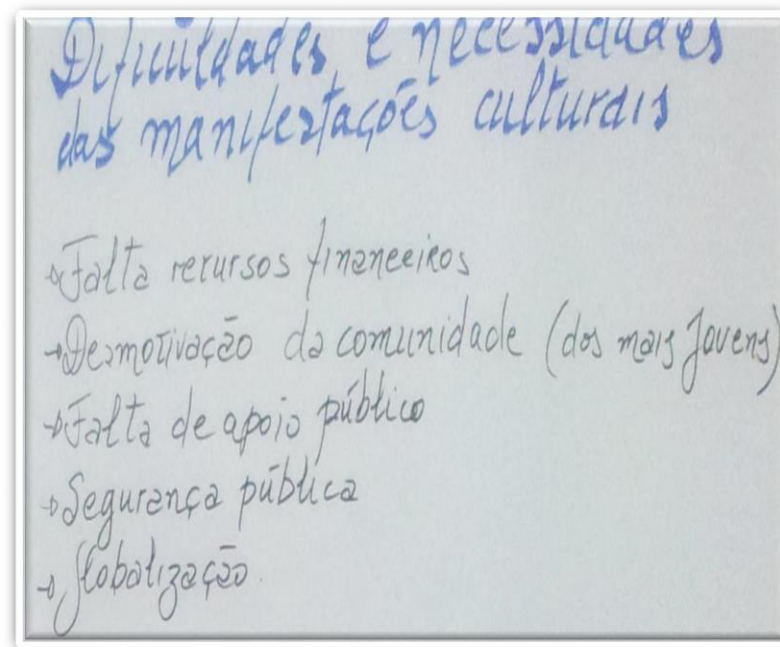 Dificuldades e necessidades
das manifestações culturais
→ Falta recursos financeeiros
→ Desmotivação da comunidade (dos mais Jovens)
→ Falta de apoio público
→ Segurança pública
→ Globalização.